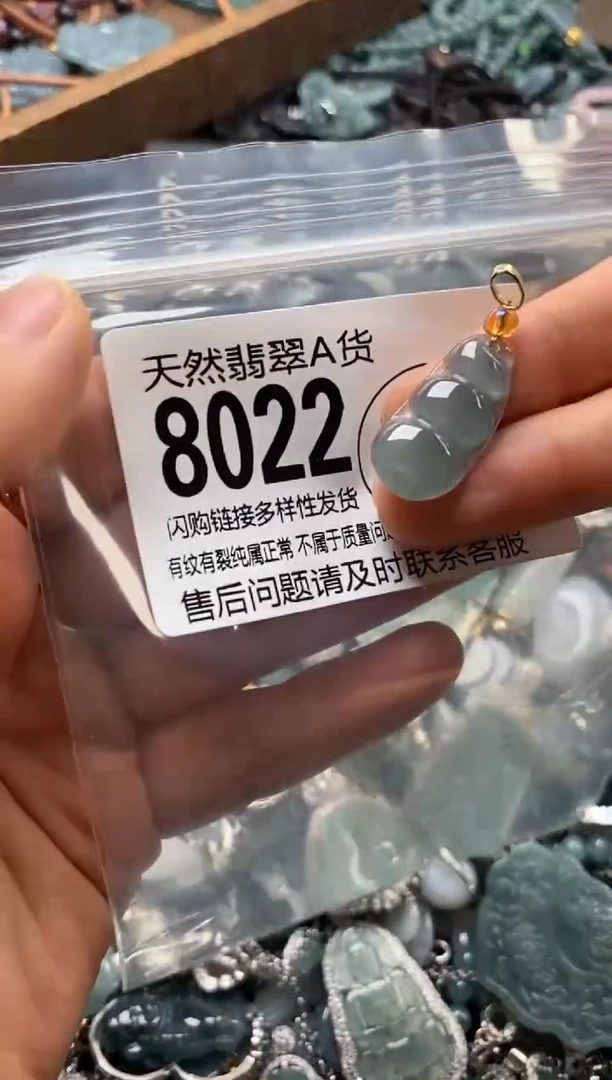 天然翡翠A货
8022
闪购链接多样性发货
有纹有裂纯属正常 不属于质量问
售后问题请及时联系客服